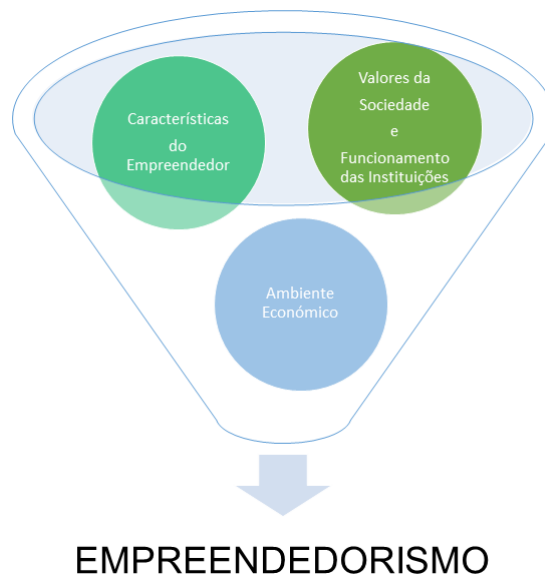 Características
do
Empreendedor
Valores da
Sociedade
e
Funcionamento
das Instituições
Ambiente
Económico
EMPREENDEDORISMO